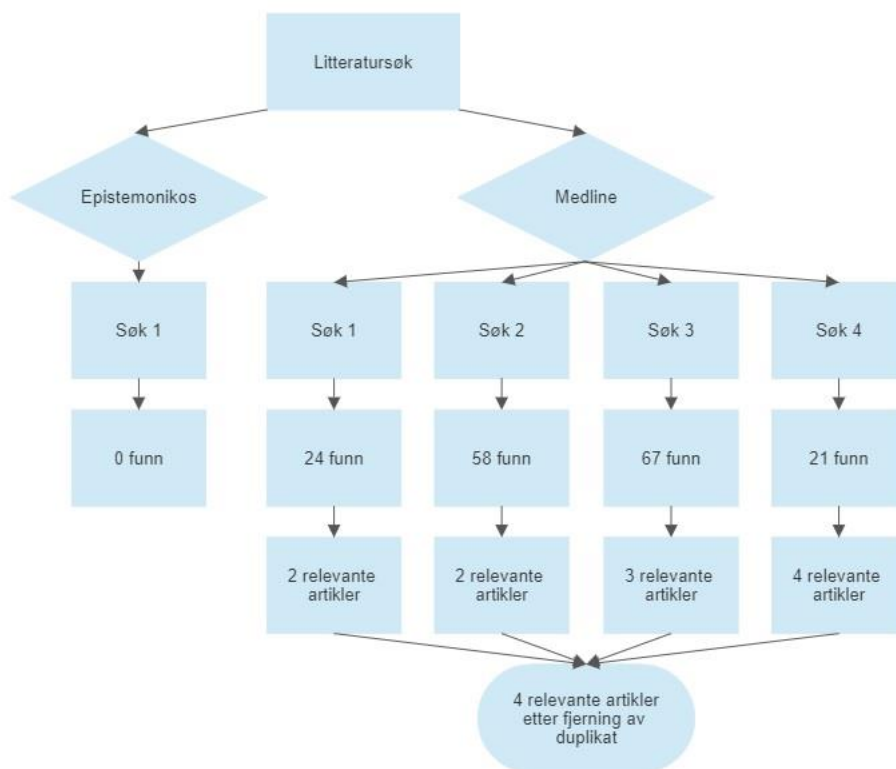 Litteratursøk
Epistemonikos
Medline
Søk 1
Søk 1
Søk 2
Søk 3
Søk 4
0 funn
24 funn
58 funn
67 funn
21 funn
2 relevante
artikler
2 relevante
artikler
3 relevante
artikler
4 relevante
artikler
4 relevante artikler
etter fjerning av
duplikat